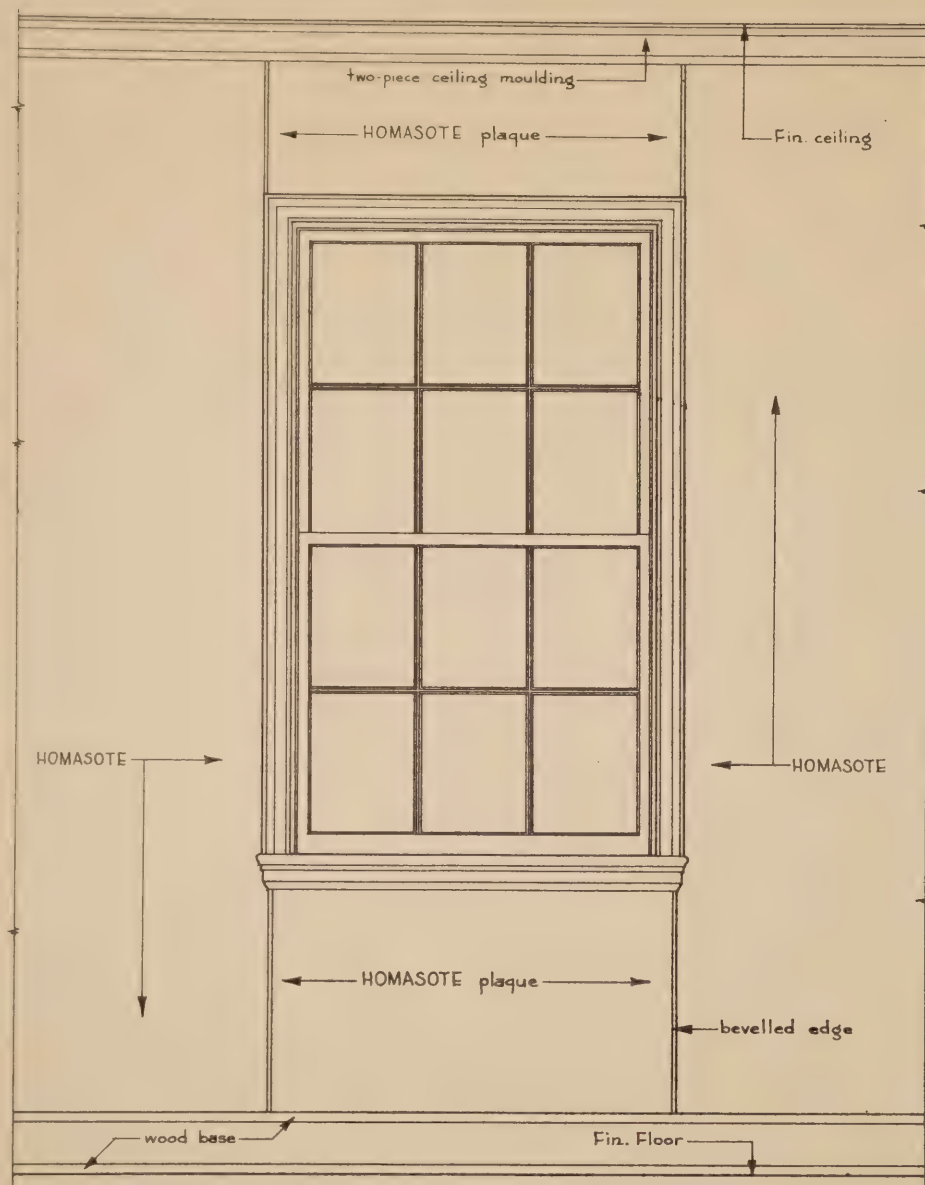 two-piece ceiling moulding
HOMASOTE plaque
Fin. ceiling
HOMASOTE
HOMASOTE
HOMASOTE plaque
bevelled edge
wood base
Fin. Floor